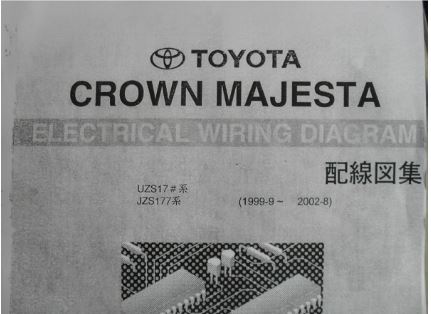 TOYOTA
CROWN MAJESTA
ELECTRICAL WIRING DIAGRAM
配線図集
UZS17#系
JZS177系 (1999-9~ 2002-8)